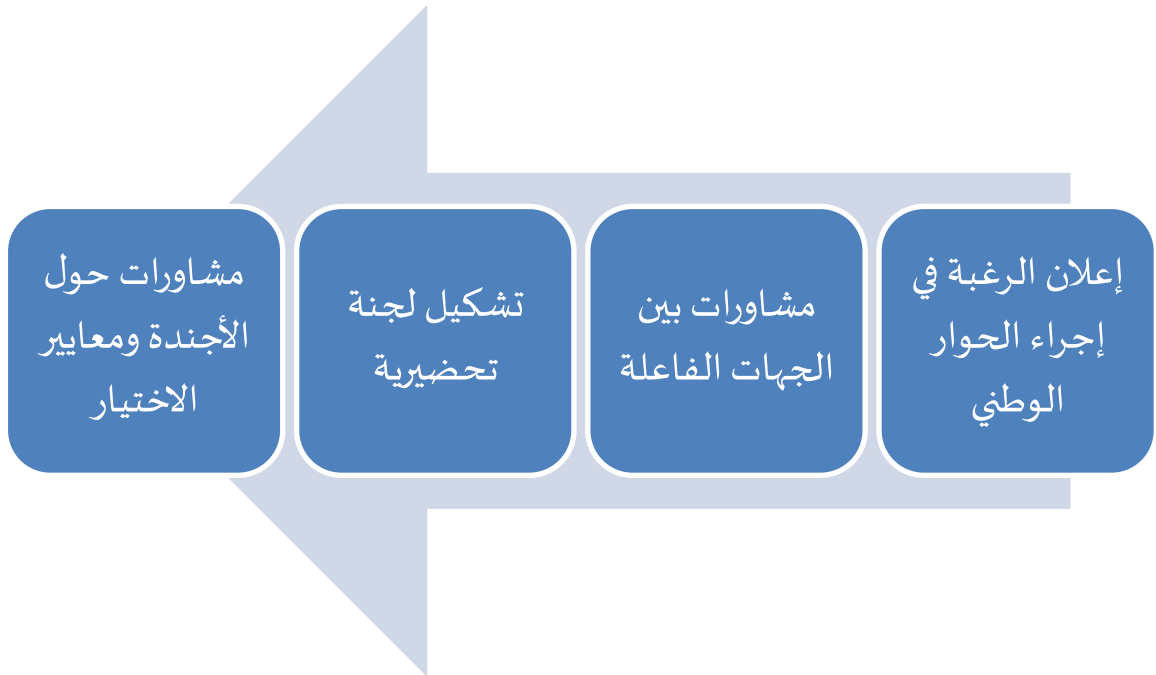 إعلان الرغبة في
إجراء الحوار
الوطني
مشاورات بين
الجهات الفاعلة
تشكيل لجنة
تحضيرية
مشاورات حول
الأجندة ومعايير
الاختيار